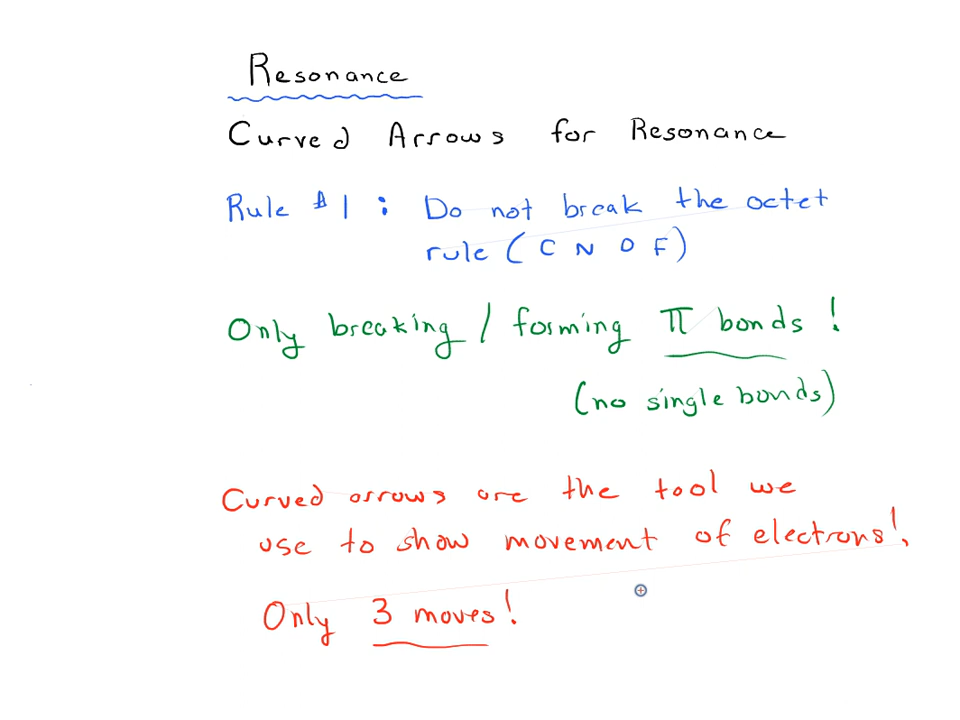 Resonance
Curved Arrows for Resonance
Rule #1: Do not break the octet
rule (C N O F)
Only breaking / forming π bonds!
(no single bonds)
Curved arrows are the tool we
use to show movement of electrons!
Only 3 moves!